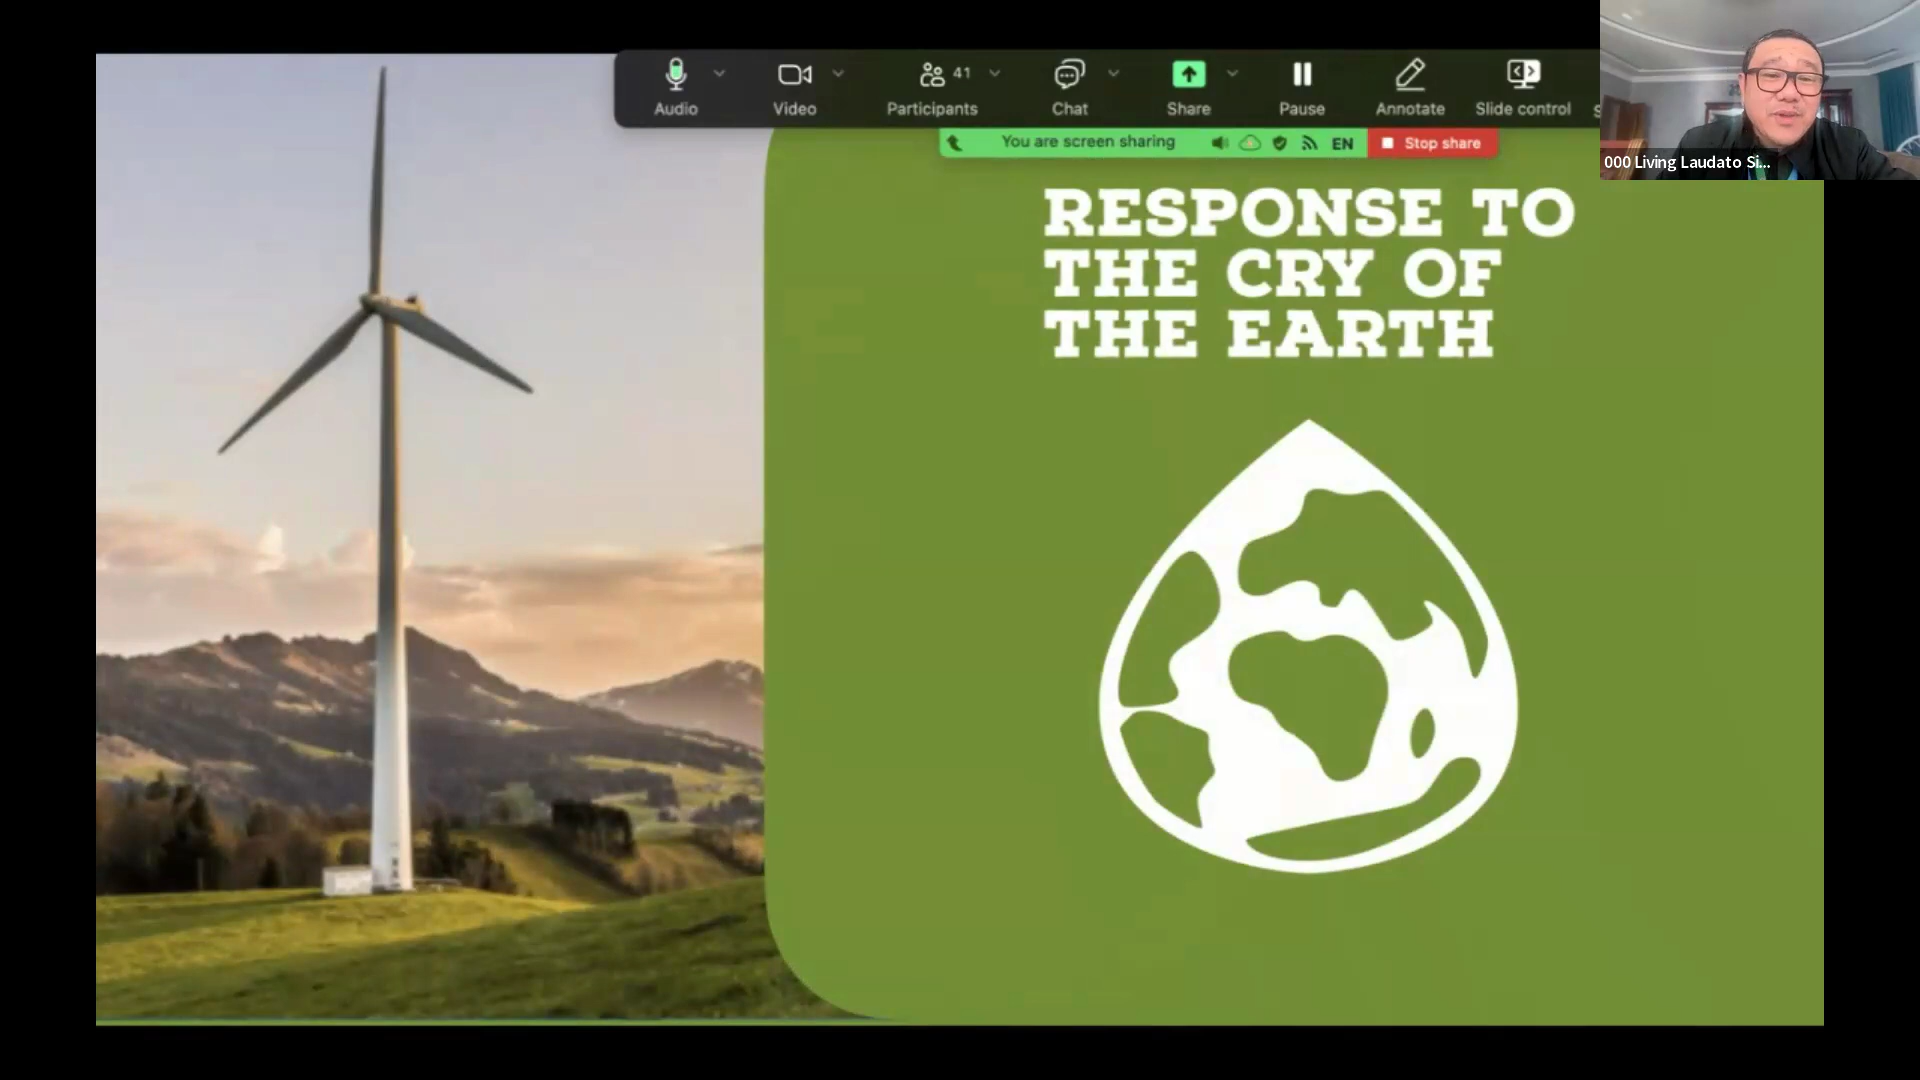 Audio
Video
41
Participants
Chat
Share
Pause
Annotate
Slide control
You are screen sharing
EN
Stop share
000 Living Laudato Si...
RESPONSE TO
THE CRY OF
THE EARTH